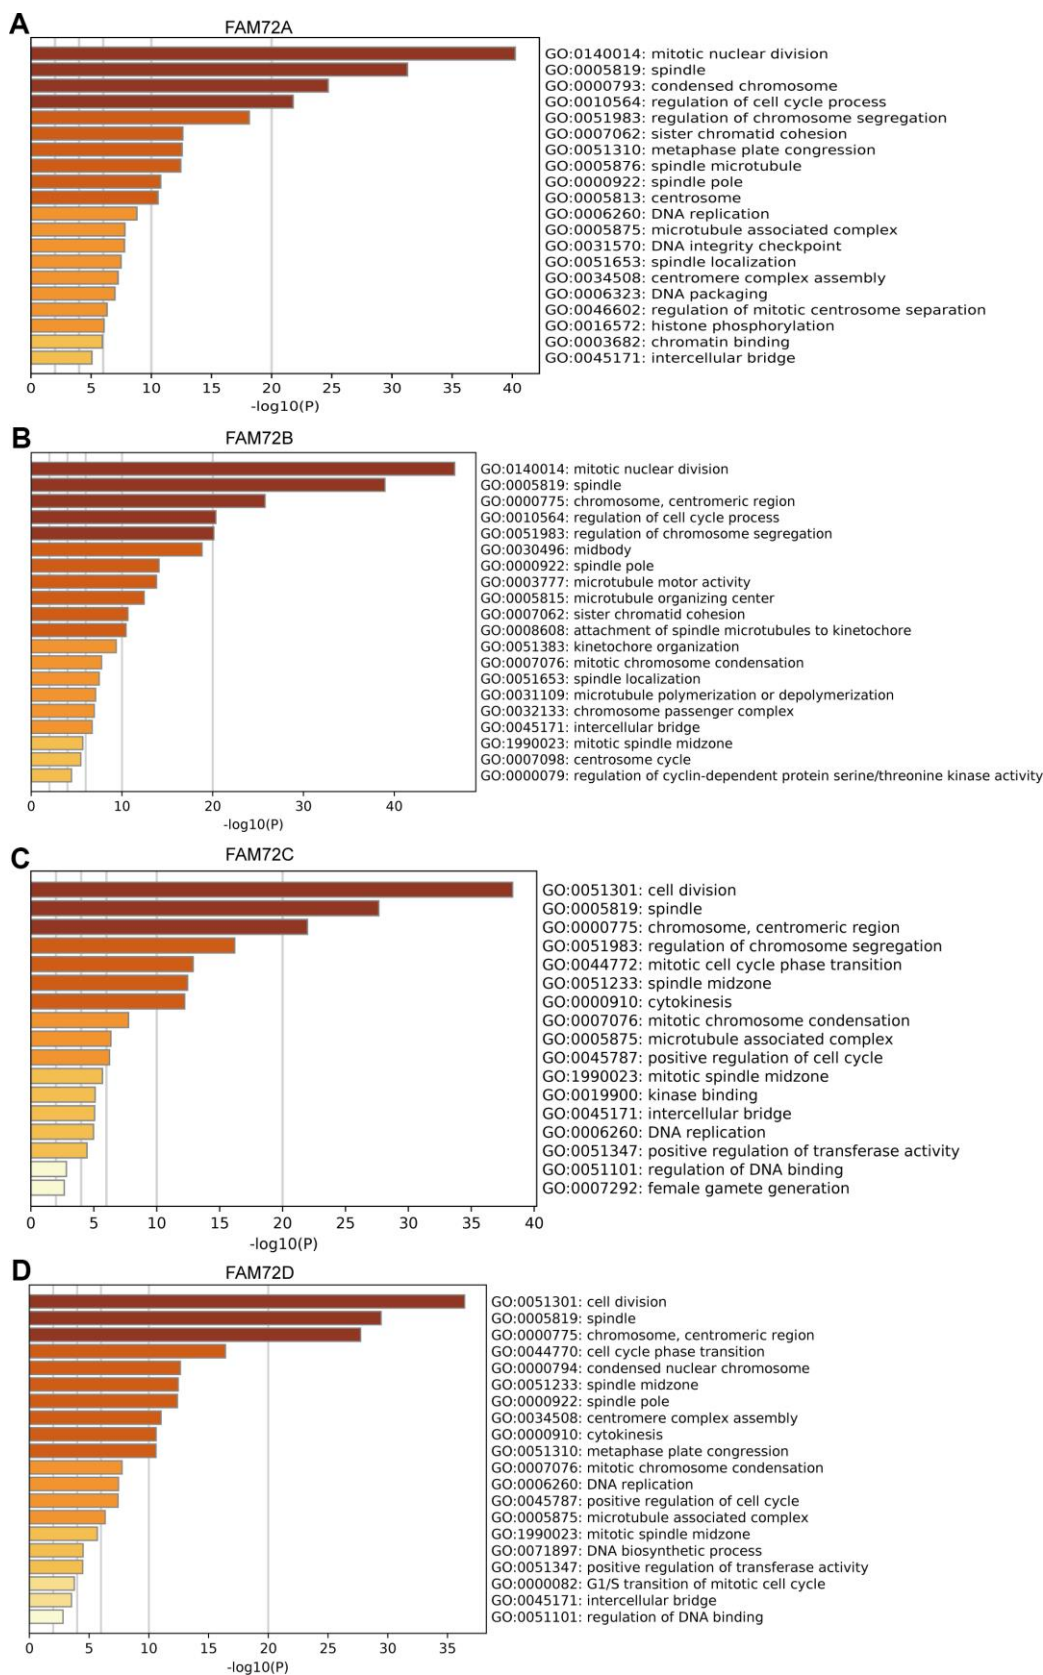 A
FAM72A
GO:0140014: mitotic nuclear division
GO:0005819: spindle
GO:0000793: condensed chromosome
GO:0010564: regulation of cell cycle process
GO:0051983: regulation of chromosome segregation
GO:0007062: sister chromatid cohesion
GO:0051310: metaphase plate congression
GO:0005876: spindle microtubule
GO:0000922: spindle pole
GO:0005813: centrosome
GO:0006260: DNA replication
GO:0005875: microtubule associated complex
GO:0031570: DNA integrity checkpoint
GO:0051653: spindle localization
GO:0034508: centromere complex assembly
GO:0006323: DNA packaging
GO:0046602: regulation of mitotic centrosome separation
GO:0016572: histone phosphorylation
GO:0003682: chromatin binding
GO:0045171: intercellular bridge
0 5 10 15 20 25 30 35 40
-log10(P)
B
FAM72B
GO:0140014: mitotic nuclear division
GO:0005819: spindle
GO:0000775: chromosome, centromeric region
GO:0010564: regulation of cell cycle process
GO:0051983: regulation of chromosome segregation
GO:0030496: midbody
GO:0000922: spindle pole
GO:0003777: microtubule motor activity
GO:0005815: microtubule organizing center
GO:0007062: sister chromatid cohesion
GO:0008608: attachment of spindle microtubules to kinetochore
GO:0051383: kinetochore organization
GO:0007076: mitotic chromosome condensation
GO:0051653: spindle localization
GO:0031109: microtubule polymerization or depolymerization
GO:0032133: chromosome passenger complex
GO:0045171: intercellular bridge
GO:1990023: mitotic spindle midzone
GO:0007098: centrosome cycle
GO:0000079: regulation of cyclin-dependent protein serine/threonine kinase activity
0 10 20 30 40
-log10(P)
C
FAM72C
GO:0051301: cell division
GO:0005819: spindle
GO:0000775: chromosome, centromeric region
GO:0051983: regulation of chromosome segregation
GO:0044772: mitotic cell cycle phase transition
GO:0051233: spindle midzone
GO:0000910: cytokinesis
GO:0007076: mitotic chromosome condensation
GO:0005875: microtubule associated complex
GO:0045787: positive regulation of cell cycle
GO:1990023: mitotic spindle midzone
GO:0019900: kinase binding
GO:0045171: intercellular bridge
GO:0006260: DNA replication
GO:0051347: positive regulation of transferase activity
GO:0051101: regulation of DNA binding
GO:0007292: female gamete generation
0 5 10 15 20 25 30 35 40
-log10(P)
D
FAM72D
GO:0051301: cell division
GO:0005819: spindle
GO:0000775: chromosome, centromeric region
GO:0044770: cell cycle phase transition
GO:0000794: condensed nuclear chromosome
GO:0051233: spindle midzone
GO:0000922: spindle pole
GO:0034508: centromere complex assembly
GO:0000910: cytokinesis
GO:0051310: metaphase plate congression
GO:0007076: mitotic chromosome condensation
GO:0006260: DNA replication
GO:0045787: positive regulation of cell cycle
GO:0005875: microtubule associated complex
GO:1990023: mitotic spindle midzone
GO:0071897: DNA biosynthetic process
GO:0051347: positive regulation of transferase activity
GO:0000082: G1/S transition of mitotic cell cycle
GO:0045171: intercellular bridge
GO:0051101: regulation of DNA binding
0 5 10 15 20 25 30 35
-log10(P)